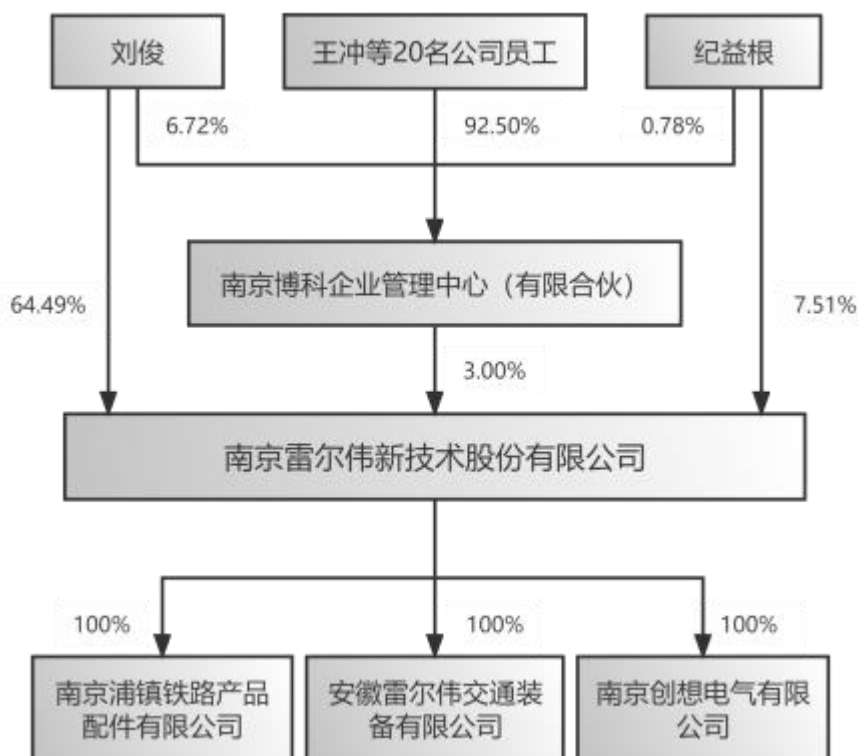 刘俊
王冲等20名公司员工
纪益根
6.72%
92.50%
0.78%
南京博科企业管理中心（有限合伙）
64.49%
7.51%
3.00%
南京雷尔伟新技术股份有限公司
100%
100%
100%
南京浦镇铁路产品
配件有限公司
安徽雷尔伟交通装
备有限公司
南京创想电气有限
公司